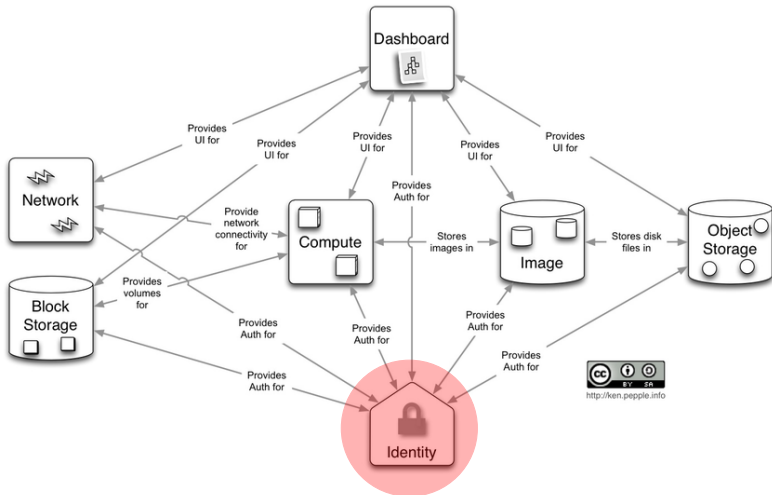 Dashboard
Provides
UI for
Provides
UI for
Provides
UI for
Provides
UI for
Provides
UI for
Provides
Auth for
Network
Provide
network
connectivity
for
Compute
Stores
images in
Image
Stores disk
files in
Object
Storage
Block
Storage
Provides
volumes
for
Provides
Auth for
Provides
Auth for
Provides
Auth for
Provides
Auth for
Provides
Auth for
Identity
cc
BY SA
http://ken.pepple.info